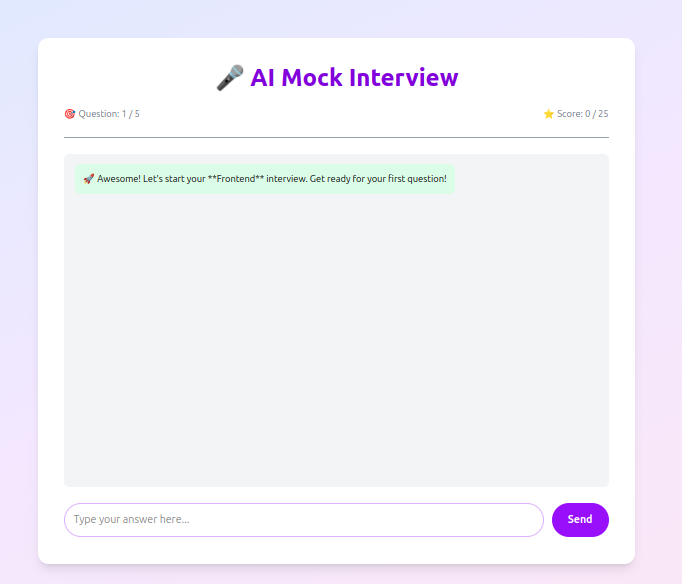 🎤 AI Mock Interview
🎯 Question: 1 / 5
⭐ Score: 0 / 25
🚀 Awesome! Let's start your **Frontend** interview. Get ready for your first question!
Type your answer here...
Send